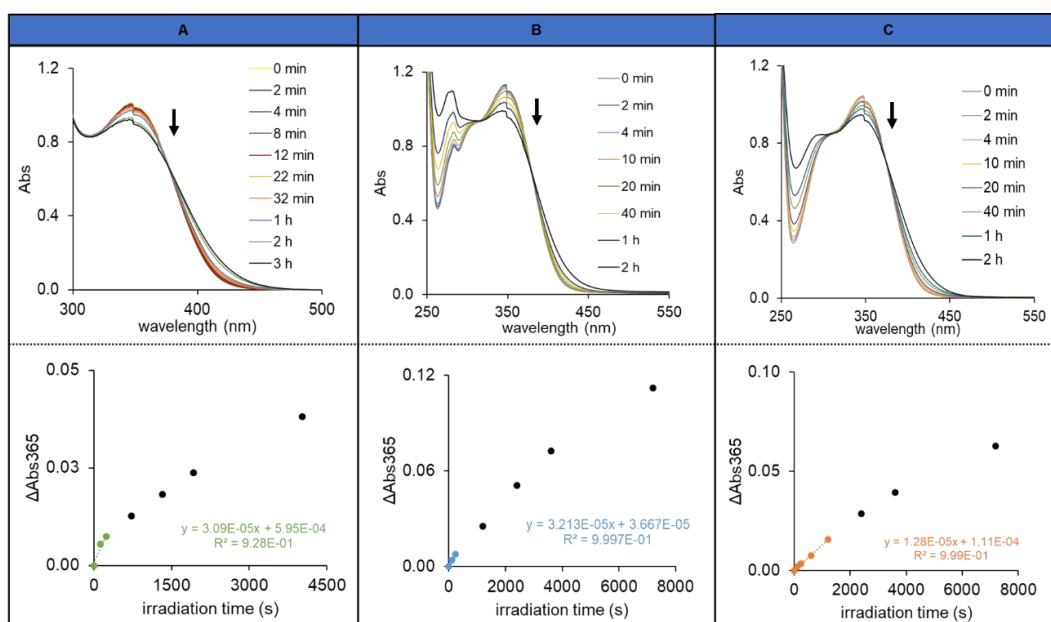 A
B
C
1.2
0.8
0.4
0.0
Abs
300
400
500
wavelength (nm)
0 min
2 min
4 min
8 min
12 min
22 min
32 min
1 h
2 h
3 h
1.2
0.8
0.4
0.0
Abs
250
350
450
550
wavelength (nm)
0 min
2 min
4 min
10 min
20 min
40 min
1 h
2 h
1.2
0.8
0.4
0.0
Abs
250
350
450
550
wavelength (nm)
0 min
2 min
4 min
10 min
20 min
40 min
1 h
2 h
0.05
0.03
0.00
ΔAbs365
y = 3.09E-05x + 5.95E-04
R² = 9.28E-01
0
1500
3000
4500
irradiation time (s)
0.12
0.06
0.00
ΔAbs365
y = 3.213E-05x + 3.667E-05
R² = 9.997E-01
0
2000
4000
6000
8000
irradiation time (s)
0.10
0.05
0.00
ΔAbs365
y = 1.28E-05x + 1.11E-04
R² = 9.99E-01
0
2000
4000
6000
8000
irradiation time (s)